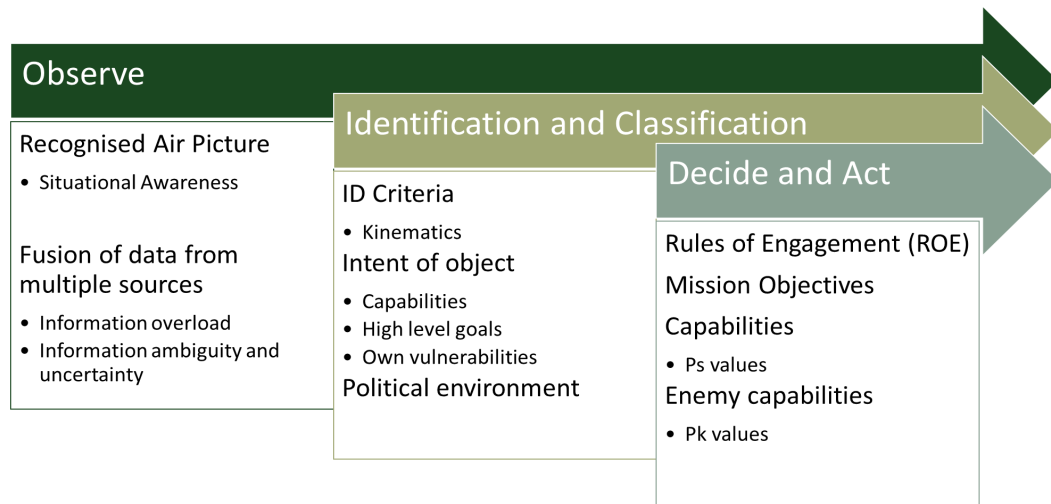 Observe
Recognised Air Picture
• Situational Awareness
Fusion of data from
multiple sources
• Information overload
• Information ambiguity and
uncertainty
Identification and Classification
ID Criteria
• Kinematics
Intent of object
• Capabilities
• High level goals
• Own vulnerabilities
Political environment
Decide and Act
Rules of Engagement (ROE)
Mission Objectives
Capabilities
• Ps values
Enemy capabilities
• Pk values